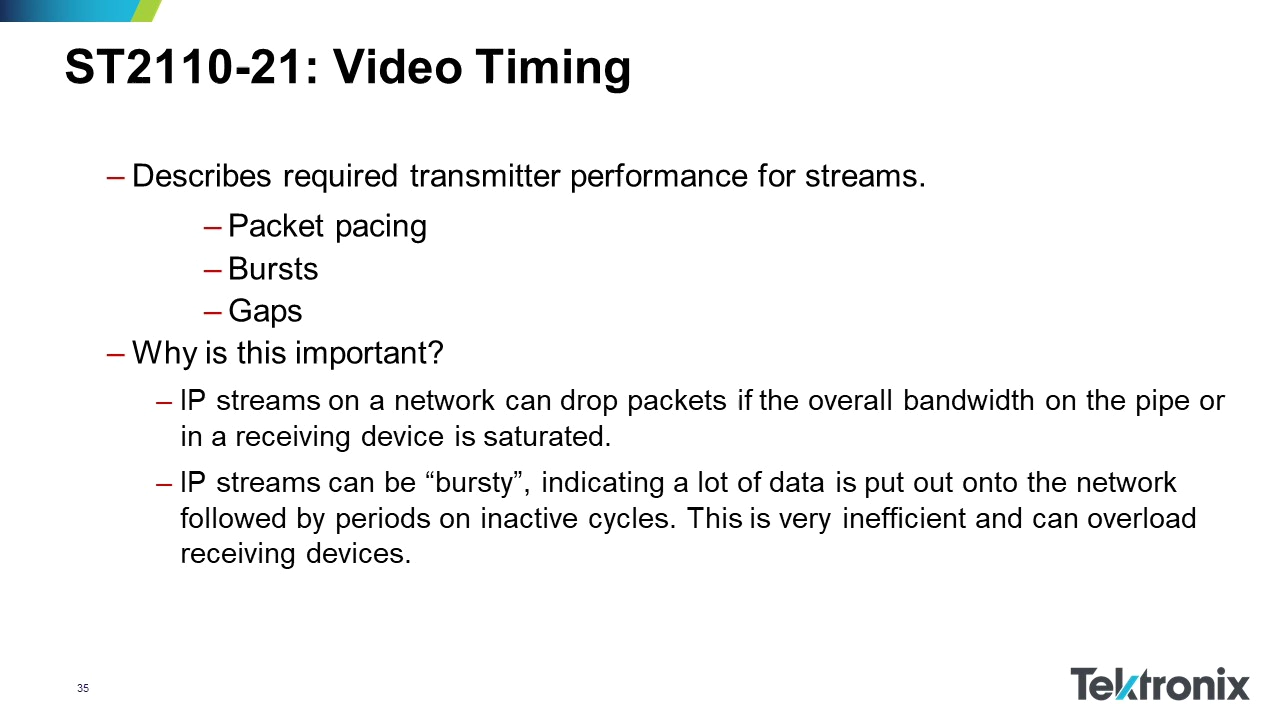 ST2110-21: Video Timing
– Describes required transmitter performance for streams.
– Packet pacing
– Bursts
– Gaps
– Why is this important?
– IP streams on a network can drop packets if the overall bandwidth on the pipe or
in a receiving device is saturated.
– IP streams can be “bursty”, indicating a lot of data is put out onto the network
followed by periods on inactive cycles. This is very inefficient and can overload
receiving devices.
35
Tektronix